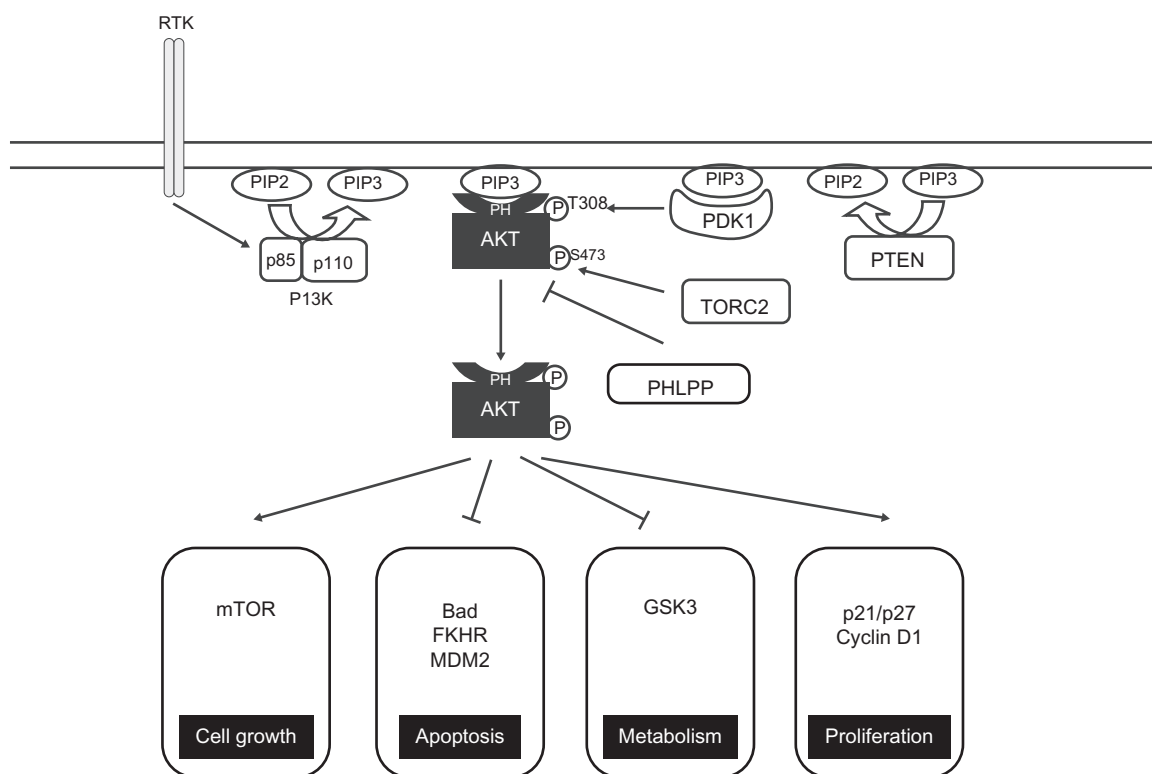 RTK
PIP2
PIP3
PIP3
PIP3
PIP2
PIP3
PH
P
T308
PDK1
AKT
p85
p110
P
S473
PTEN
P13K
TORC2
PH
P
PHLPP
AKT
P
mTOR
Bad
FKHR
MDM2
GSK3
p21/p27
Cyclin D1
Cell growth
Apoptosis
Metabolism
Proliferation